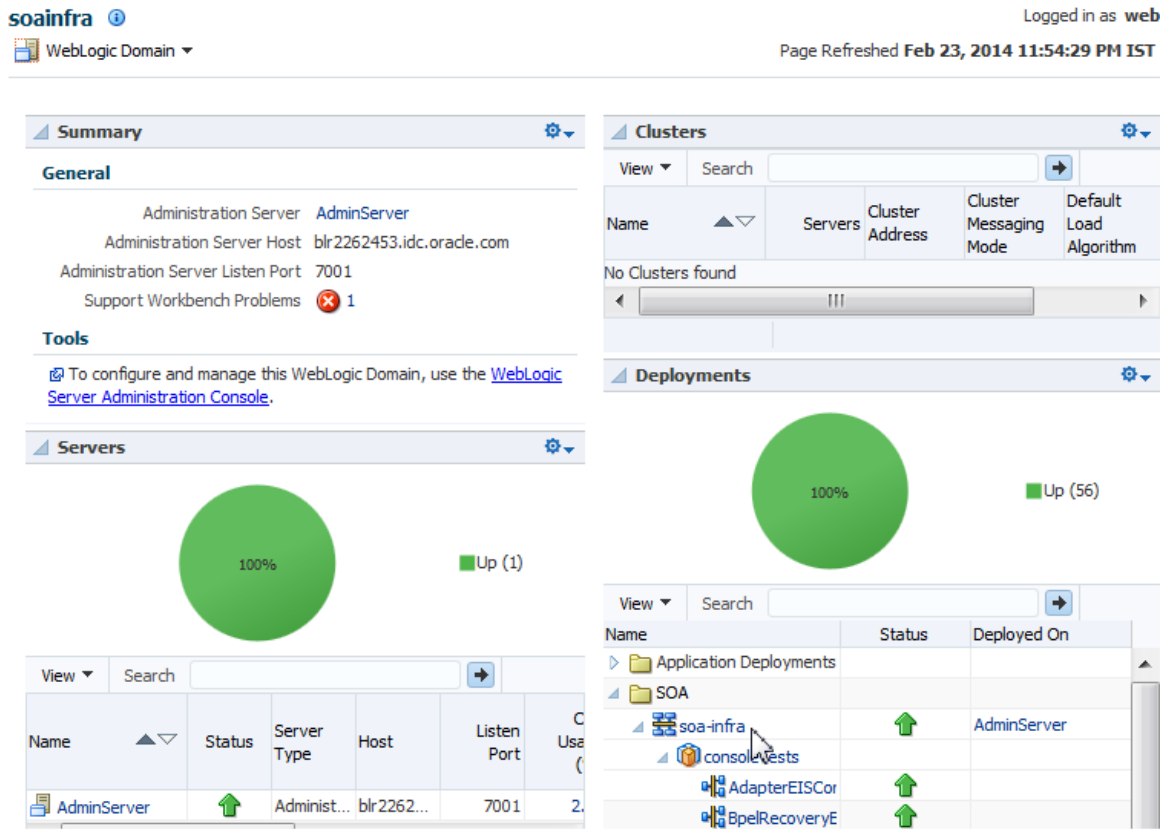 soainfra
Logged in as web
WebLogic Domain
Page Refreshed Feb 23, 2014 11:54:29 PM IST
Summary
General
Administration Server AdminServer
Administration Server Host blr2262453.idc.oracle.com
Administration Server Listen Port 7001
Support Workbench Problems 1
Tools
To configure and manage this WebLogic Domain, use the WebLogic
Server Administration Console.
Servers
100%
Up (1)
View Search
Name Status Server Type Host Listen Port
AdminServer Administ... blr2262... 7001 2.
Clusters
View Search
Name Servers Cluster Address Cluster Messaging Mode Default Load Algorithm
No Clusters found
Deployments
100%
Up (56)
View Search
Name Status Deployed On
Application Deployments
SOA
soa-infra AdminServer
AdapterEISCor
BpelRecoveryE